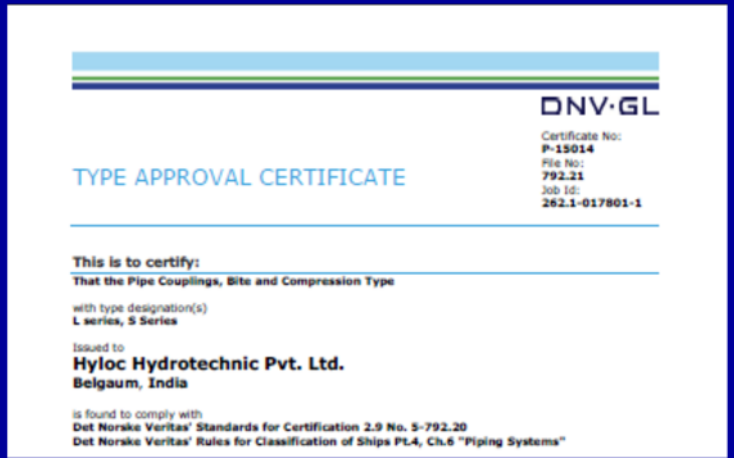 DNV·GL
Certificate No:
P-15014
File No:
792.21
Job Id:
262.1-017801-1
TYPE APPROVAL CERTIFICATE
This is to certify:
That the Pipe Couplings, Bite and Compression Type
with type designation(s)
L series, S Series
Issued to
Hyloc Hydrotechnic Pvt. Ltd.
Belgaum, India
is found to comply with
Det Norske Veritas' Standards for Certification 2.9 No. 5-792.20
Det Norske Veritas' Rules for Classification of Ships Pt.4, Ch.6 "Piping Systems"